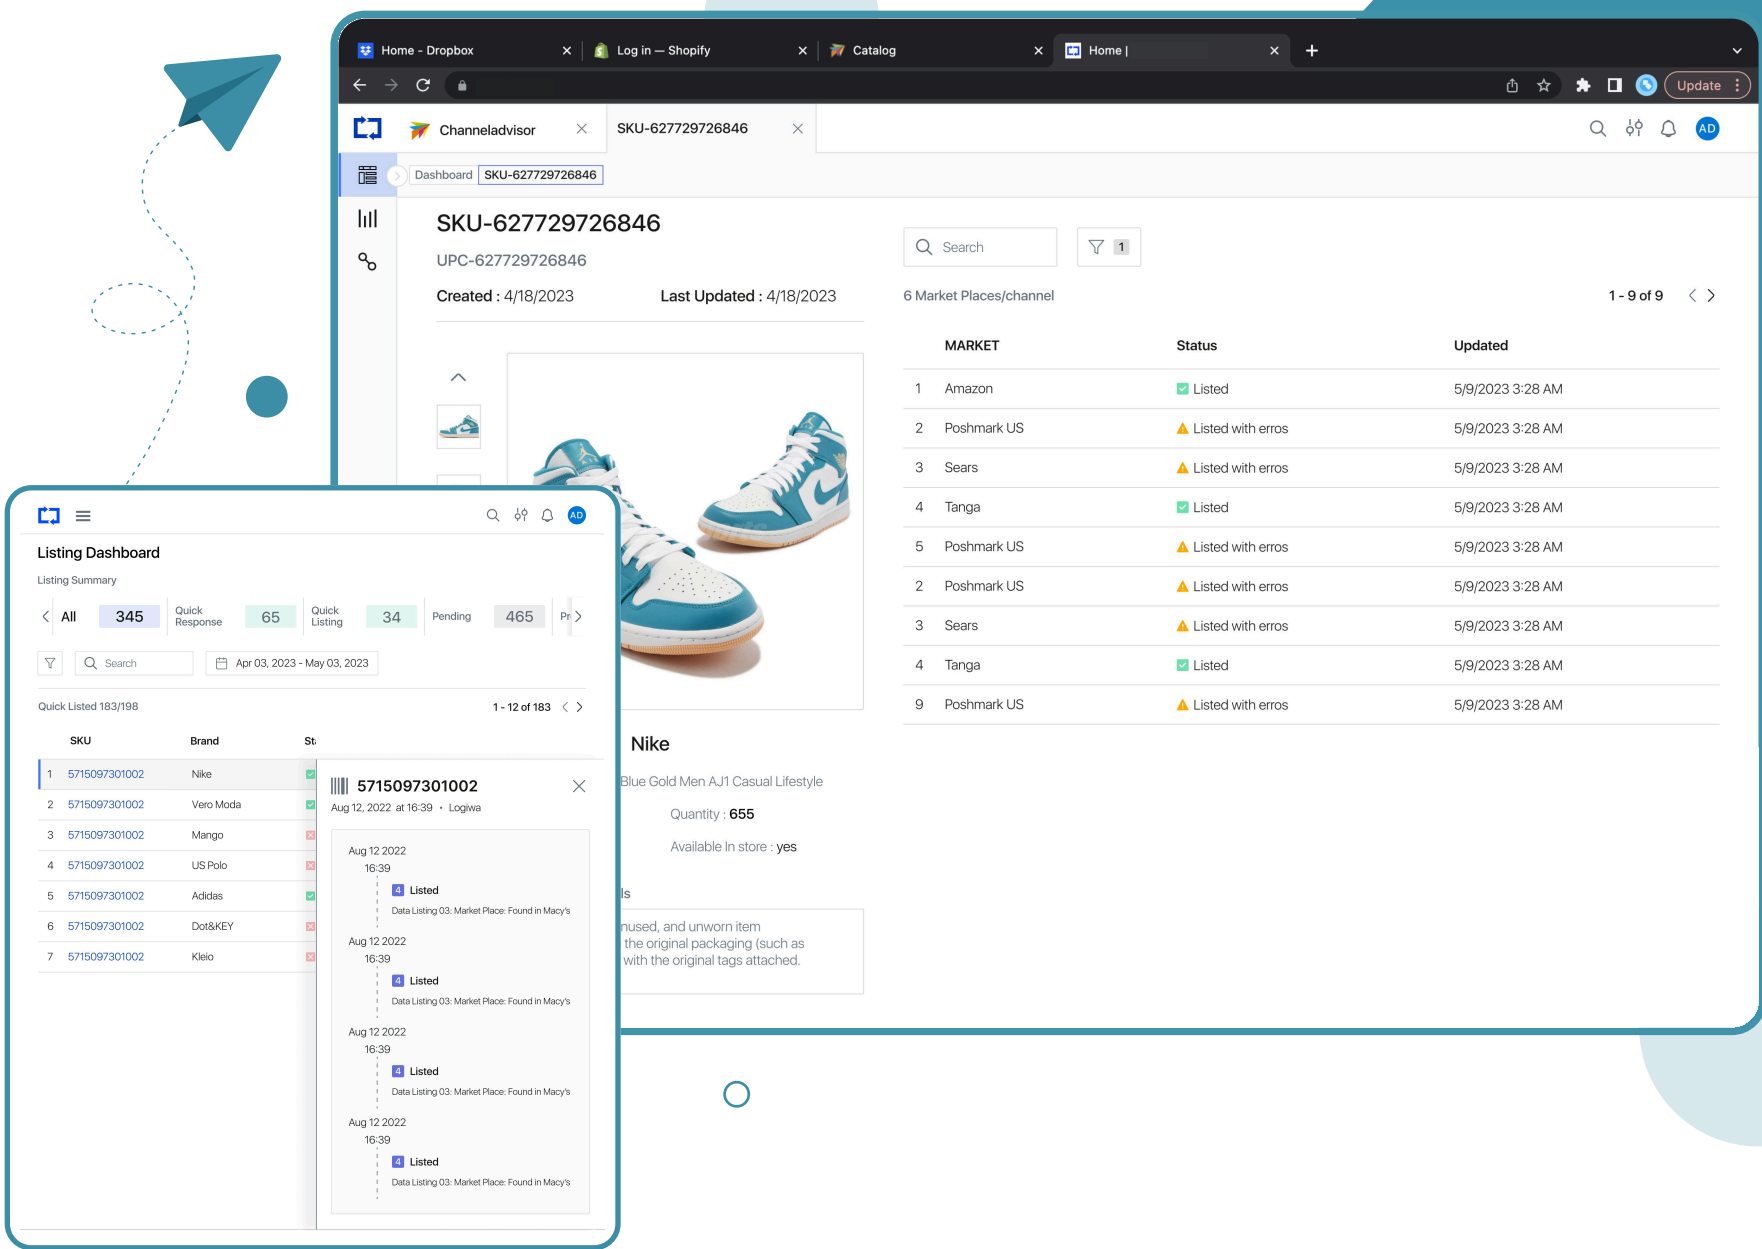 Home - Dropbox
Log in — Shopify
Catalog
Home |
Update
Channeladvisor
SKU-627729726846
AD
Dashboard
SKU-627729726846
SKU-627729726846
UPC-627729726846
Created : 4/18/2023
Last Updated : 4/18/2023
Search
1
6 Market Places/channel
1 - 9 of 9
MARKET Status Updated
1 Amazon Listed 5/9/2023 3:28 AM
2 Poshmark US Listed with erros 5/9/2023 3:28 AM
3 Sears Listed with erros 5/9/2023 3:28 AM
4 Tanga Listed 5/9/2023 3:28 AM
5 Poshmark US Listed with erros 5/9/2023 3:28 AM
2 Poshmark US Listed with erros 5/9/2023 3:28 AM
3 Sears Listed with erros 5/9/2023 3:28 AM
4 Tanga Listed 5/9/2023 3:28 AM
9 Poshmark US Listed with erros 5/9/2023 3:28 AM
Nike
Blue Gold Men AJ1 Casual Lifestyle
Quantity : 655
Available In store : yes
ls
nused, and unworn item
the original packaging (such as
with the original tags attached.
AD
Listing Dashboard
Listing Summary
All 345
Quick Response 65
Quick Listing 34
Pending 465
Pr
Search
Apr 03, 2023 - May 03, 2023
Quick Listed 183/198
1 - 12 of 183
SKU Brand St
1 5715097301002 Nike
2 5715097301002 Vero Moda
3 5715097301002 Mango
4 5715097301002 US Polo
5 5715097301002 Adidas
6 5715097301002 Dot&KEY
7 5715097301002 Kleio
5715097301002
Aug 12, 2022 at 16:39 • Logiwa
Aug 12 2022
16:39
4 Listed
Data Listing 03: Market Place: Found in Macy's
Aug 12 2022
16:39
4 Listed
Data Listing 03: Market Place: Found in Macy's
Aug 12 2022
16:39
4 Listed
Data Listing 03: Market Place: Found in Macy's
Aug 12 2022
16:39
4 Listed
Data Listing 03: Market Place: Found in Macy's